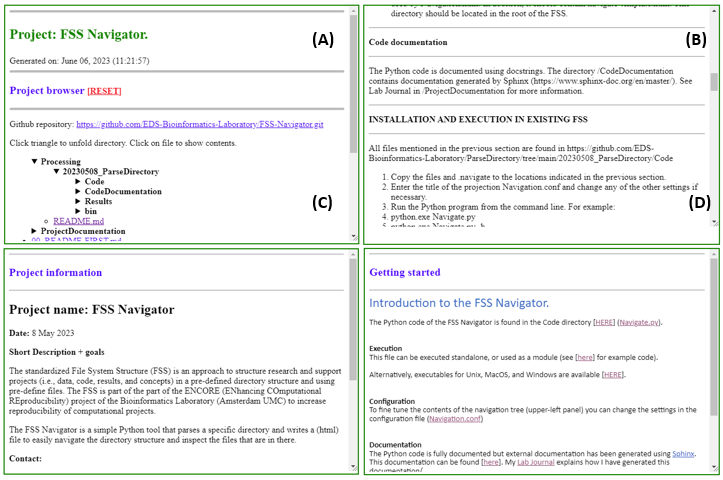 Project: FSS Navigator.
(A)
Generated on: June 06, 2023 (11:21:57)
Project browser [RESET]
Github repository: https://github.com/EDS-Bioinformatics-Laboratory/FSS-Navigator.git
Click triangle to unfold directory. Click on file to show contents.
Processing
20230508_ParseDirectory
Code
CodeDocumentation
Results
bin
(C)
README.md
ProjectDocumentation
directory should be located in the root of the FSS.
Code documentation
(B)
The Python code is documented using docstrings. The directory /CodeDocumentation
contains documentation generated by Sphinx (https://www.sphinx-doc.org/en/master/). See
Lab Journal in /ProjectDocumentation for more information.
INSTALLATION AND EXECUTION IN EXISTING FSS
All files mentioned in the previous section are found in https://github.com/EDS-
Bioinformatics-Laboratory/ParseDirectory/tree/main/20230508_ParseDirectory/Code
1. Copy the files and .navigate to the locations indicated in the previous section.
2. Enter the title of the projection Navigation.conf and change any of the other settings if
necessary.
(D)
3. Run the Python program from the command line. For example:
4. python.exe Navigate.py
Project information
Project name: FSS Navigator
Date: 8 May 2023
Short Description + goals
The standardized File System Structure (FSS) is an approach to structure research and support
projects (i.e., data, code, results, and concepts) in a pre-defined directory structure and using
pre-define files. The FSS is part of the part of the ENCORE (ENhancing COmputational
REproducibility) project of the Bioinformatics Laboratory (Amsterdam UMC) to increase
reproducibility of computational projects.
The FSS Navigator is a simple Python tool that parses a specific directory and writes a (html)
file to easily navigate the directory structure and inspect the files that are in there.
Contact:
Getting started
Introduction to the FSS Navigator.
The Python code of the FSS Navigator is found in the Code directory [HERE] (Navigate.py).
Execution
This file can be executed standalone, or used as a module (see [here] for example code).
Alternatively, executables for Unix, MacOS, and Windows are available [HERE].
Configuration
To fine tune the contents of the navigation tree (upper-left panel) you can change the settings in the
configuration file (Navigation.conf)
Documentation
The Python code is fully documented but external documentation has been generated using Sphinx.
This documentation can be found [here]. My Lab Journal explains how I have generated this
documentation/